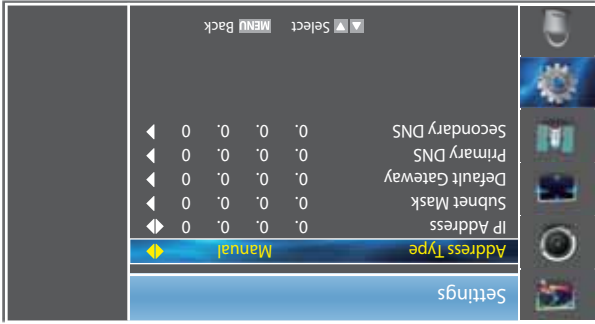 Settings
Address Type Manual
IP Address 0. 0. 0. 0
Subnet Mask 0. 0. 0. 0
Default Gateway 0. 0. 0. 0
Primary DNS 0. 0. 0. 0
Secondary DNS 0. 0. 0. 0
Select MENU Back